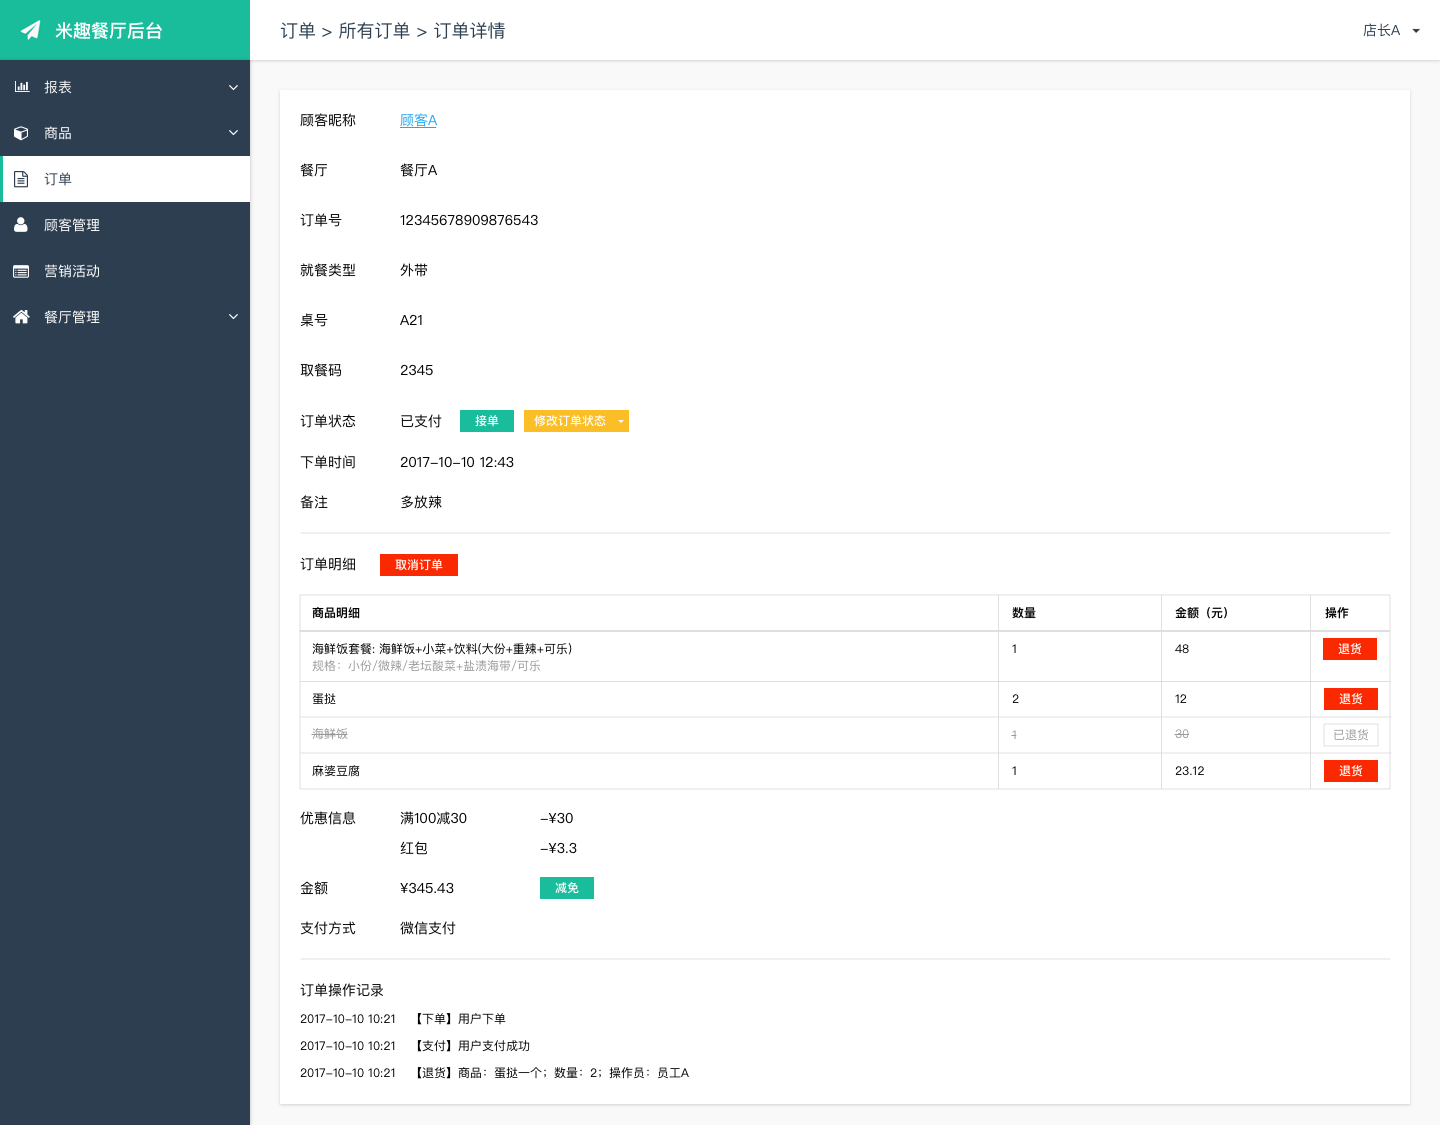 米趣餐厅后台
订单 > 所有订单 > 订单详情
店长A
报表
商品
订单
顾客管理
营销活动
餐厅管理
顾客昵称 顾客A
餐厅 餐厅A
订单号 12345678909876543
就餐类型 外带
桌号 A21
取餐码 2345
订单状态 已支付 接单 修改订单状态
下单时间 2017-10-10 12:43
备注 多放辣
订单明细 取消订单
商品明细 数量 金额（元） 操作
海鲜饭套餐: 海鲜饭+小菜+饮料(大份+重辣+可乐) 1 48 退货
规格：小份/微辣/老坛酸菜+盐渍海带/可乐
蛋挞 2 12 退货
海鲜饭 1 30 已退货
麻婆豆腐 1 23.12 退货
优惠信息 满100减30 -¥30
红包 -¥3.3
金额 ¥345.43 减免
支付方式 微信支付
订单操作记录
2017-10-10 10:21 【下单】用户下单
2017-10-10 10:21 【支付】用户支付成功
2017-10-10 10:21 【退货】商品：蛋挞一个；数量：2；操作员：员工A